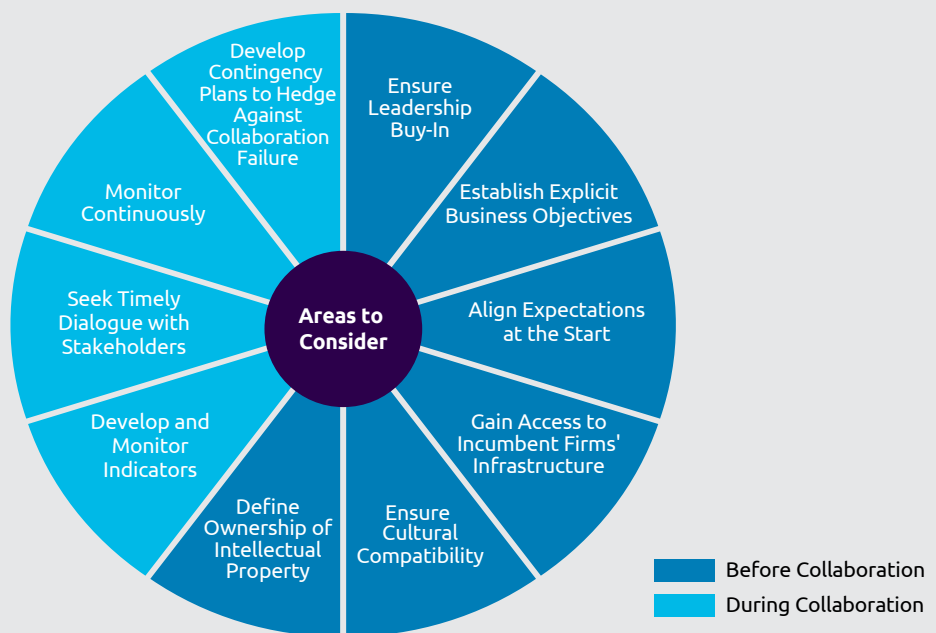 Develop
Contingency
Plans to Hedge
Against
Collaboration
Failure
Ensure
Leadership
Buy-In
Establish Explicit
Business Objectives
Align Expectations
at the Start
Gain Access to
Incumbent Firms'
Infrastructure
Ensure
Cultural
Compatibility
Define
Ownership of
Intellectual
Property
Develop and
Monitor
Indicators
Seek Timely
Dialogue with
Stakeholders
Monitor
Continuously
Areas to
Consider
Before Collaboration
During Collaboration